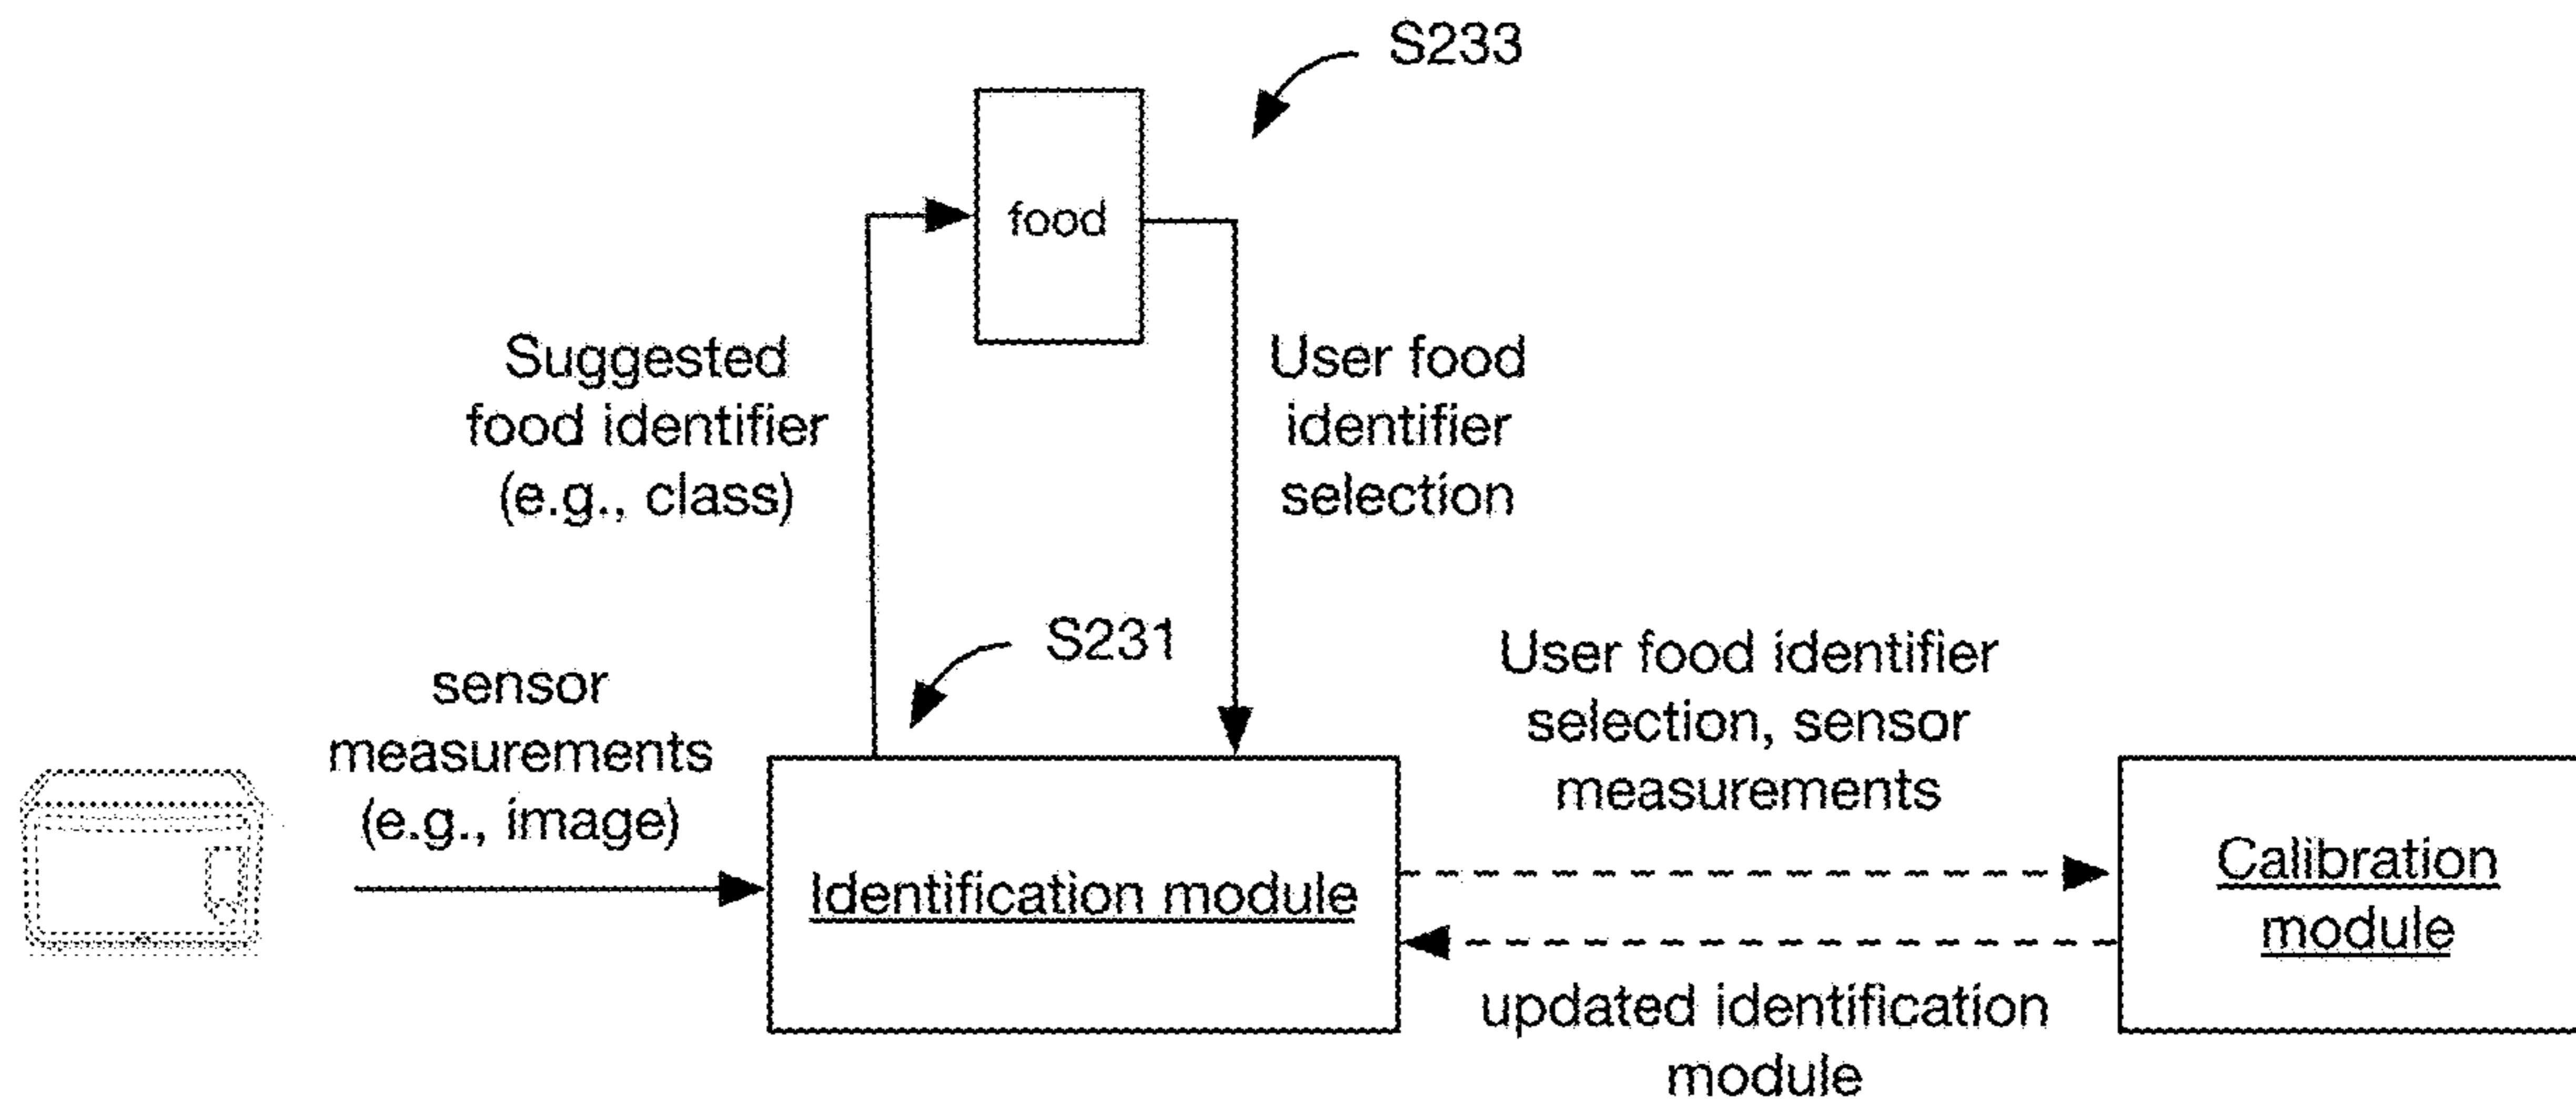 S233
food
Suggested
food identifier
(e.g., class)
User food
identifier
selection
S231
sensor
measurements
(e.g., image)
User food identifier
selection, sensor
measurements
Identification module
Calibration
module
updated identification
module